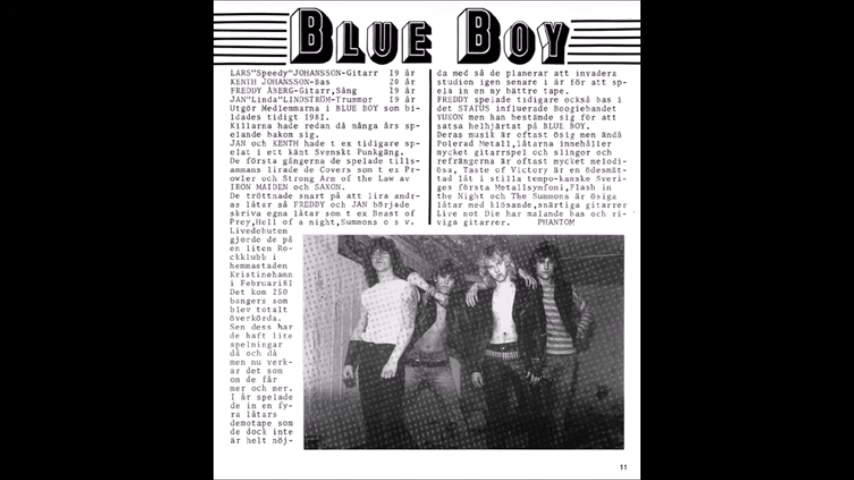 BLUE BOY
LARS"Speedy"JOHANSSON-Gitarr 19 år
KENTH JOHANSSON-Bas 20 år
FREDDY ÅBERG-Gitarr,Sång 19 år
JAN"Linda"LINDSTRÖM-Trummor 19 år
Utgör Medlemmarna i BLUE BOY som bi-
ldades tidigt 1981.
Killarna hade redan då många års sp-
elande bakom sig.
JAN och KENTH hade t ex tidigare sp-
elat i ett känt Svenskt Punkgäng.
De första gångerna de spelade tills-
ammans lirade de Covers som t ex Pr-
owler och Strong Arm of the Law av
IRON MAIDEN och SAXON.
De tröttnade snart på att lira andr-
as låtar så FREDDY och JAN började
skriva egna låtar som t ex Beast of
Prey,Hell of a night,Summons o s v.
Livedebuten
gjorde de på
en liten Ro-
ckklubb i
hemmastaden
Kristinehamn
i Februari81
Det kom 250
bangers som
blev totalt
överkörda.
Sen dess har
de haft lite
spelningar
då och då
men nu verk-
ar det som
om de får
mer och mer.
I år spelade
de in en fy-
ra låtars
demotape som
de dock inte
är helt nöj-
da med så de planerar att invadera
studion igen senare i år för att sp-
ela in en ny bättre tape.
FREDDY spelade tidigare också bas i
det STATUS influerade Boogiebandet
YUKON men han bestämde sig för att
satsa helhjärtat på BLUE BOY.
Deras musik är oftast ösig men ändå
Polerad Metall,låtarna innehåller
mycket gitarrspel och slingor och
refrängerna är oftast mycket melodi-
ösa, Taste of Victory är en ödesmät-
tad låt i stilla tempo-kanske Sveri-
ges första Metallsymfoni,Flash in
the Night och The Summons är ösiga
låtar med klösande,snärtiga gitarrer
Live not Die har malande bas och ri-
viga gitarrer. PHANTOM
11